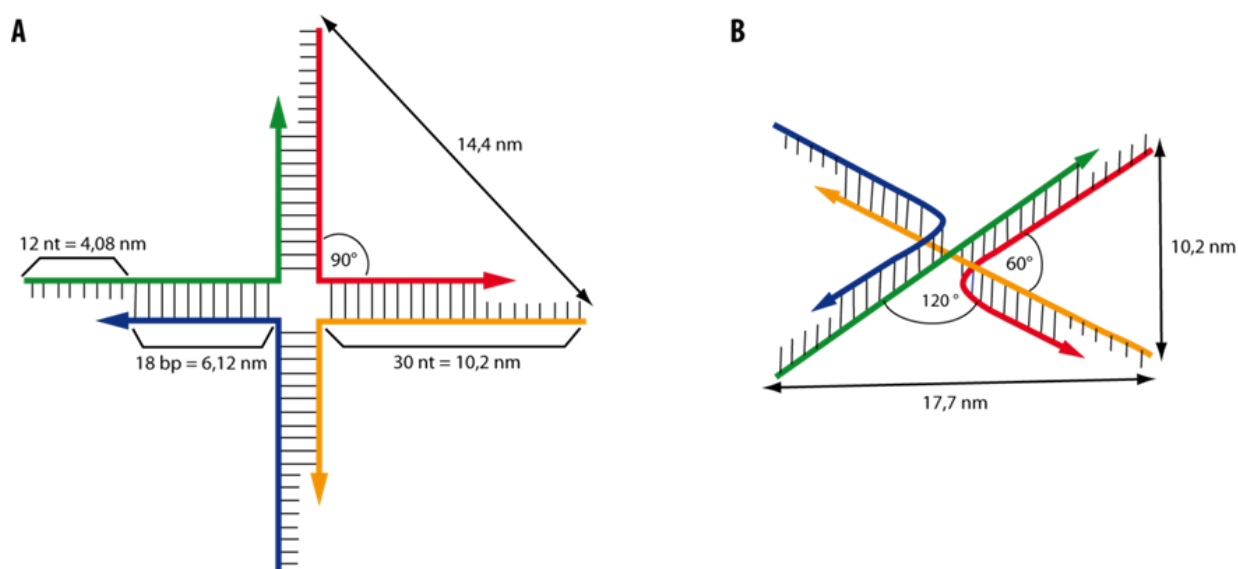 A
B
14,4 nm
12 nt = 4,08 nm
90°
10,2 nm
60°
120 °
18 bp = 6,12 nm
30 nt = 10,2 nm
17,7 nm